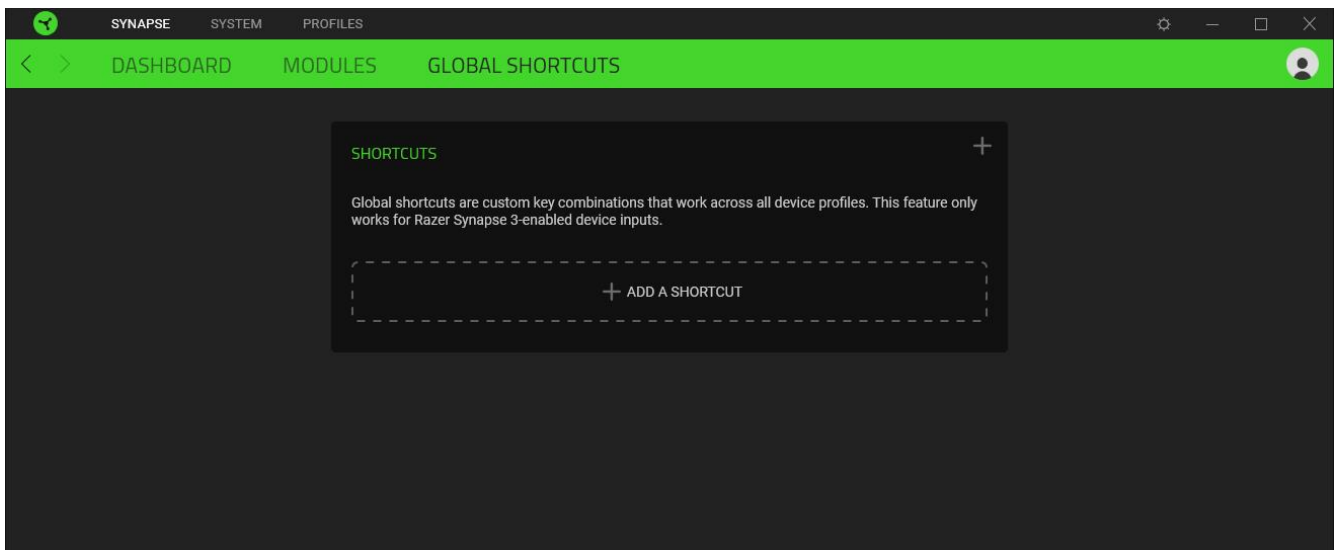 SYNAPSE SYSTEM PROFILES
DASHBOARD MODULES GLOBAL SHORTCUTS
SHORTCUTS
Global shortcuts are custom key combinations that work across all device profiles. This feature only
works for Razer Synapse 3-enabled device inputs.
ADD A SHORTCUT